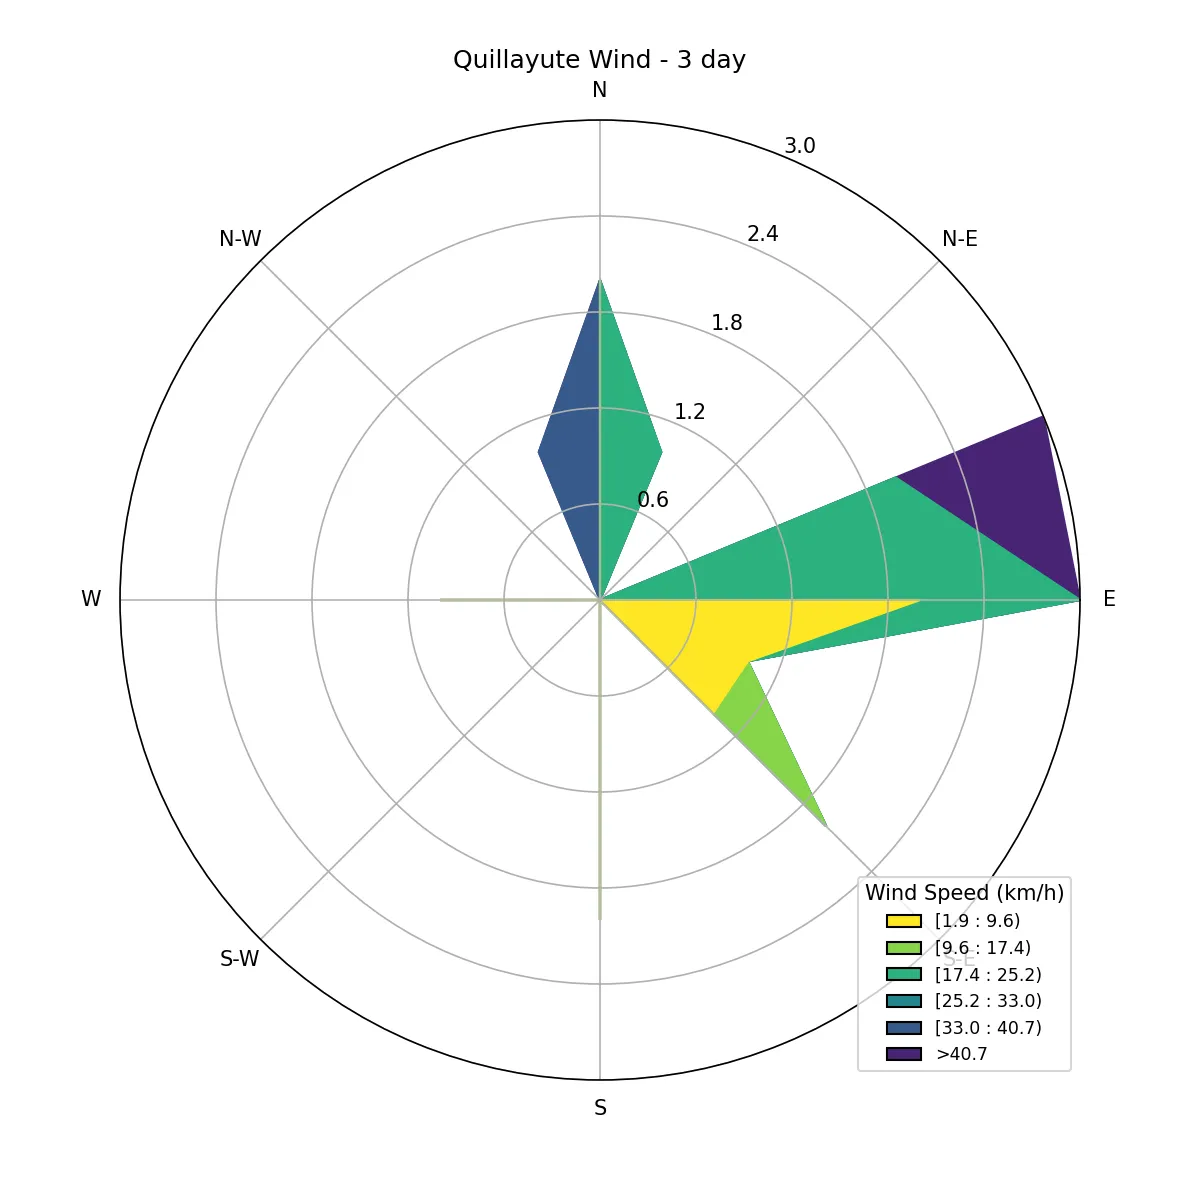 Quillayute Wind - 3 day
N
3.0
N-W
2.4
N-E
1.8
1.2
0.6
W
E
S-W
S-E
S
Wind Speed (km/h)
[1.9 : 9.6)
[9.6 : 17.4)
[17.4 : 25.2)
[25.2 : 33.0)
[33.0 : 40.7)
>40.7